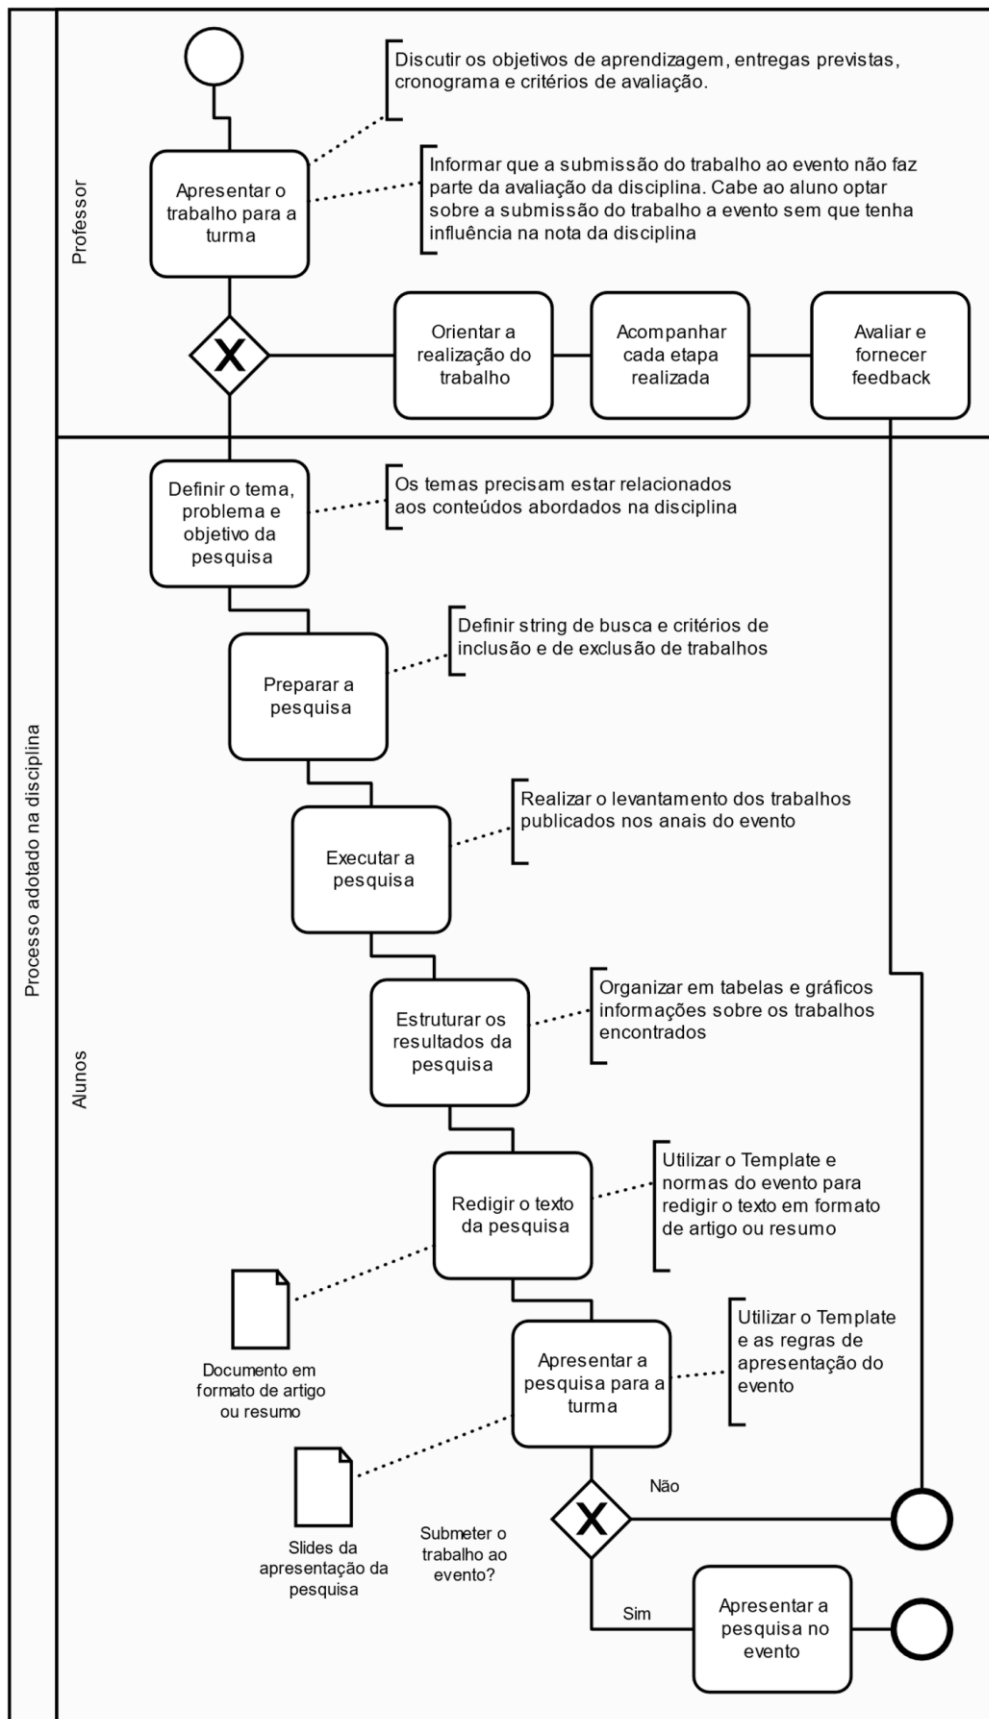 Processo adotado na disciplina
Professor
Discutir os objetivos de aprendizagem, entregas previstas,
cronograma e critérios de avaliação.
Apresentar o
trabalho para a
turma
Informar que a submissão do trabalho ao evento não faz
parte da avaliação da disciplina. Cabe ao aluno optar
sobre a submissão do trabalho a evento sem que tenha
influência na nota da disciplina
X
Orientar a
realização do
trabalho
Acompanhar
cada etapa
realizada
Avaliar e
fornecer
feedback
Alunos
Definir o tema,
problema e
objetivo da
pesquisa
Os temas precisam estar relacionados
aos conteúdos abordados na disciplina
Preparar a
pesquisa
Definir string de busca e critérios de
inclusão e de exclusão de trabalhos
Executar a
pesquisa
Realizar o levantamento dos trabalhos
publicados nos anais do evento
Estruturar os
resultados da
pesquisa
Organizar em tabelas e gráficos
informações sobre os trabalhos
encontrados
Redigir o texto
da pesquisa
Utilizar o Template e
normas do evento para
redigir o texto em formato
de artigo ou resumo
Documento em
formato de artigo
ou resumo
Apresentar a
pesquisa para a
turma
Utilizar o Template
e as regras de
apresentação do
evento
Slides da
apresentação da
pesquisa
Submeter o
trabalho ao
evento?
X
Não
Sim
Apresentar a
pesquisa no
evento